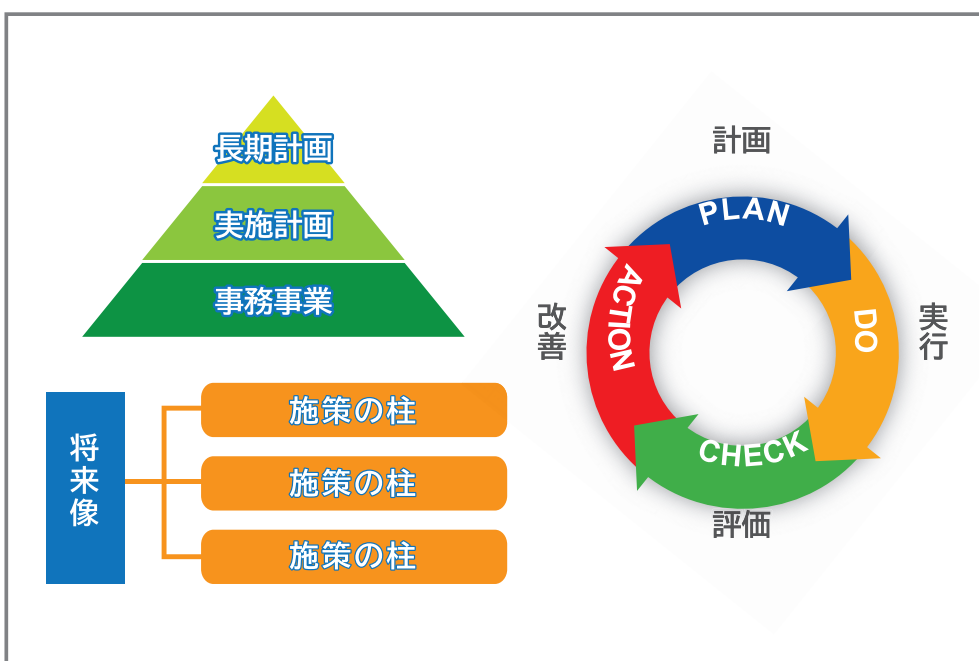 長期計画
実施計画
事務事業
将来像
施策の柱
施策の柱
施策の柱
計画
PLAN
DO
実行
CHECK
評価
ACTION
改善